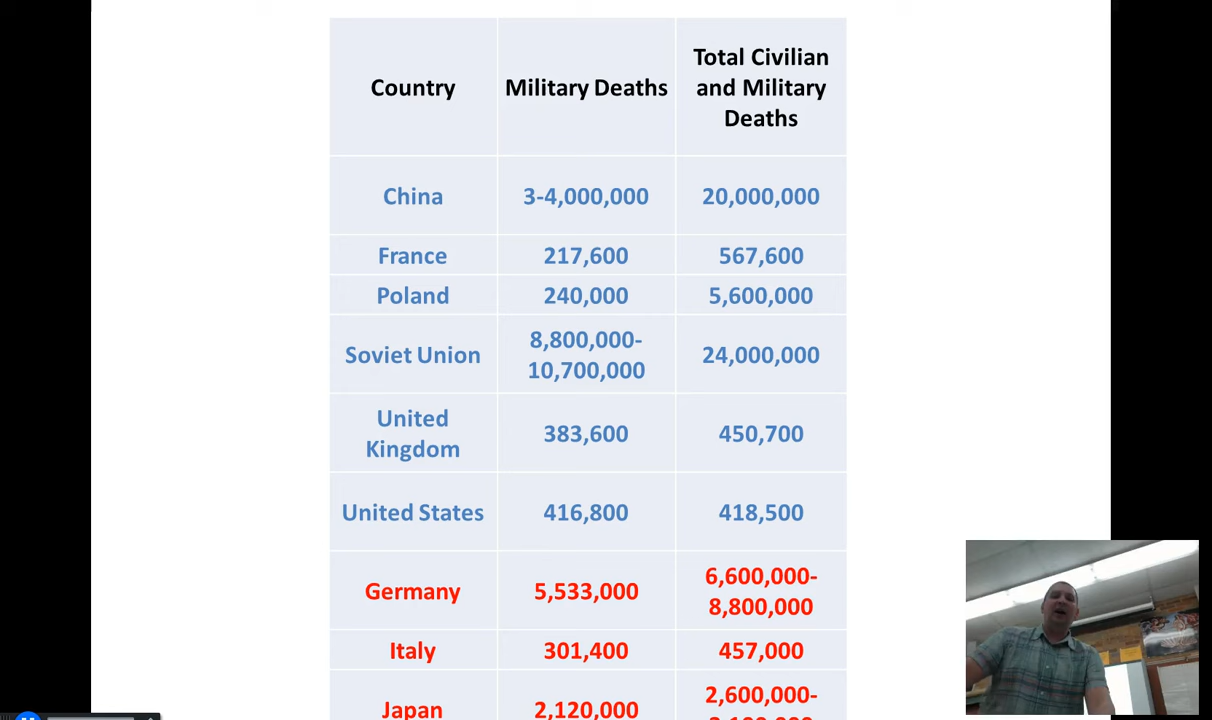 Country
Military Deaths
Total Civilian
and Military
Deaths
China
3-4,000,000
20,000,000
France
217,600
567,600
Poland
240,000
5,600,000
Soviet Union
8,800,000-
10,700,000
24,000,000
United
Kingdom
383,600
450,700
United States
416,800
418,500
Germany
5,533,000
6,600,000-
8,800,000
Italy
301,400
457,000
Japan
2,120,000
2,600,000-